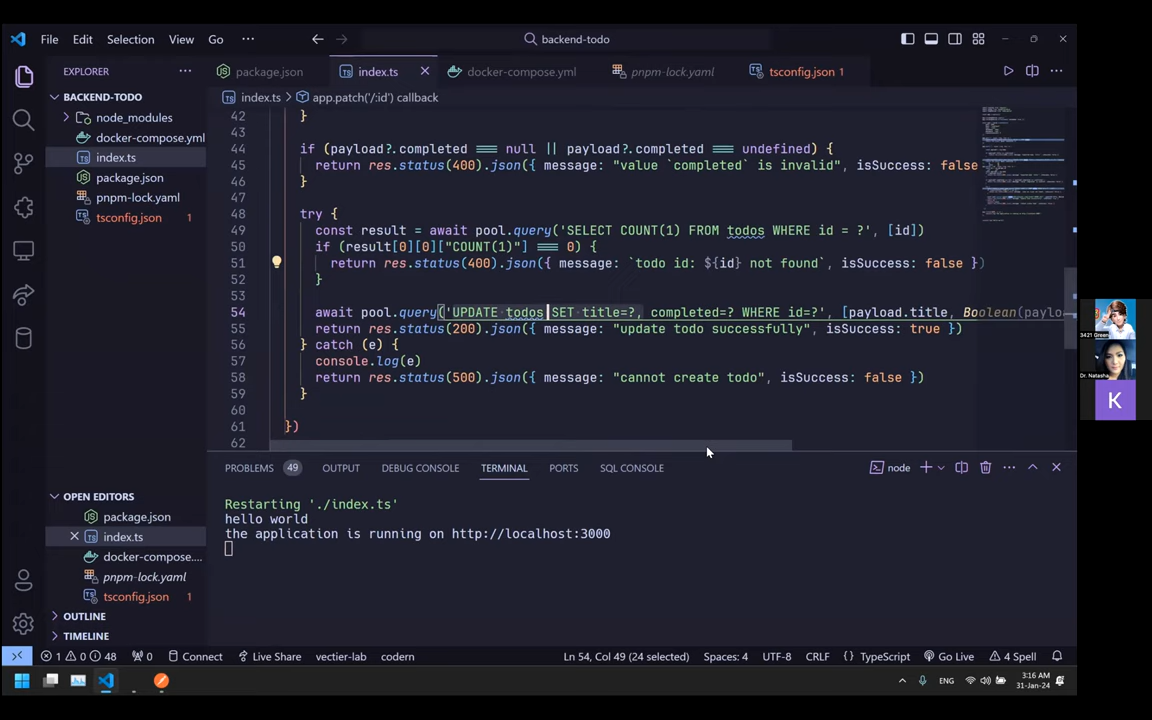 File Edit Selection View Go ··· backend-todo
EXPLORER ···
package.json index.ts docker-compose.yml pnpm-lock.yaml tsconfig.json 1
BACKEND-TODO
node_modules
docker-compose.yml
index.ts
package.json
pnpm-lock.yaml
tsconfig.json 1
index.ts > app.patch('/:id') callback
42 }
43
44 if (payload?.completed === null || payload?.completed === undefined) {
45 return res.status(400).json({ message: "value `completed` is invalid", isSuccess: false
46 }
47
48 try {
49 const result = await pool.query('SELECT COUNT(1) FROM todos WHERE id = ?', [id])
50 if (result[0][0]["COUNT(1)"] === 0) {
51 return res.status(400).json({ message: `todo id: ${id} not found`, isSuccess: false })
52 }
53
54 await pool.query('UPDATE todos SET title=?, completed=? WHERE id=?', [payload.title, Boolean(paylo
55 return res.status(200).json({ message: "update todo successfully", isSuccess: true })
56 } catch (e) {
57 console.log(e)
58 return res.status(500).json({ message: "cannot create todo", isSuccess: false })
59 }
60
61 })
62
3421 Green
Dr. Natasha
K
PROBLEMS 49 OUTPUT DEBUG CONSOLE TERMINAL PORTS SQL CONSOLE node
Restarting './index.ts'
hello world
the application is running on http://localhost:3000
OPEN EDITORS
package.json
index.ts
docker-compose....
pnpm-lock.yaml
tsconfig.json 1
OUTLINE
TIMELINE
1 0 48 0 Connect Live Share vectier-lab codern Ln 54, Col 49 (24 selected) Spaces: 4 UTF-8 CRLF TypeScript Go Live 4 Spell
ENG 3:16 AM
31-Jan-24